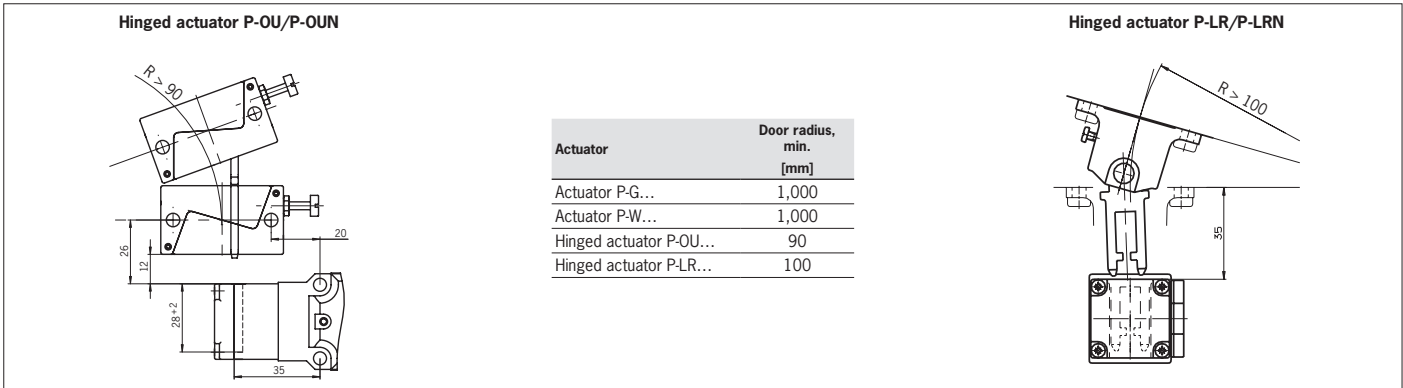 Hinged actuator P-OU/P-OUN
R > 90
20
26
12
28+2
35
Actuator
Door radius,
min.
[mm]
Actuator P-G… 1,000
Actuator P-W… 1,000
Hinged actuator P-OU… 90
Hinged actuator P-LR… 100
Hinged actuator P-LR/P-LRN
R > 100
35